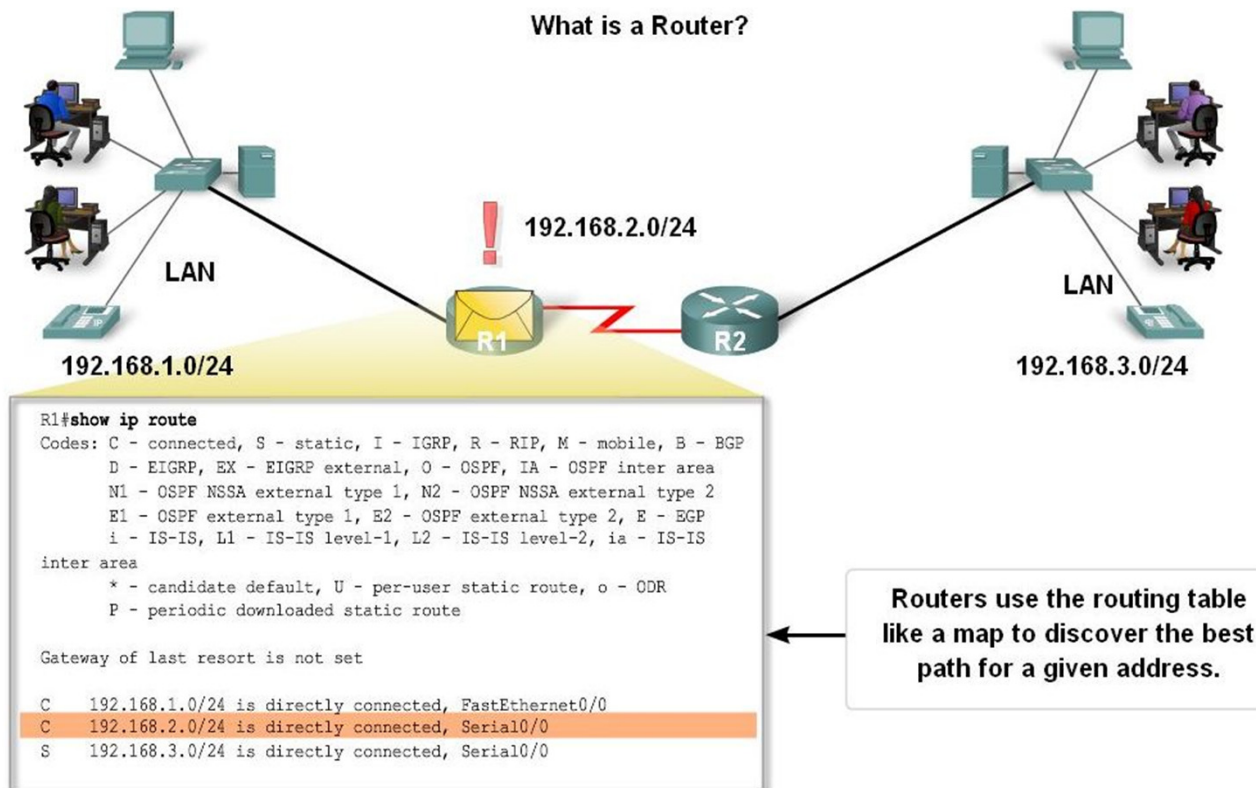 What is a Router?
192.168.2.0/24
LAN
LAN
R1
R2
192.168.1.0/24
192.168.3.0/24
R1#show ip route
Codes: C - connected, S - static, I - IGRP, R - RIP, M - mobile, B - BGP
D - EIGRP, EX - EIGRP external, O - OSPF, IA - OSPF inter area
N1 - OSPF NSSA external type 1, N2 - OSPF NSSA external type 2
E1 - OSPF external type 1, E2 - OSPF external type 2, E - EGP
i - IS-IS, L1 - IS-IS level-1, L2 - IS-IS level-2, ia - IS-IS
inter area
* - candidate default, U - per-user static route, o - ODR
P - periodic downloaded static route
Gateway of last resort is not set
C 192.168.1.0/24 is directly connected, FastEthernet0/0
C 192.168.2.0/24 is directly connected, Serial0/0
S 192.168.3.0/24 is directly connected, Serial0/0
Routers use the routing table
like a map to discover the best
path for a given address.